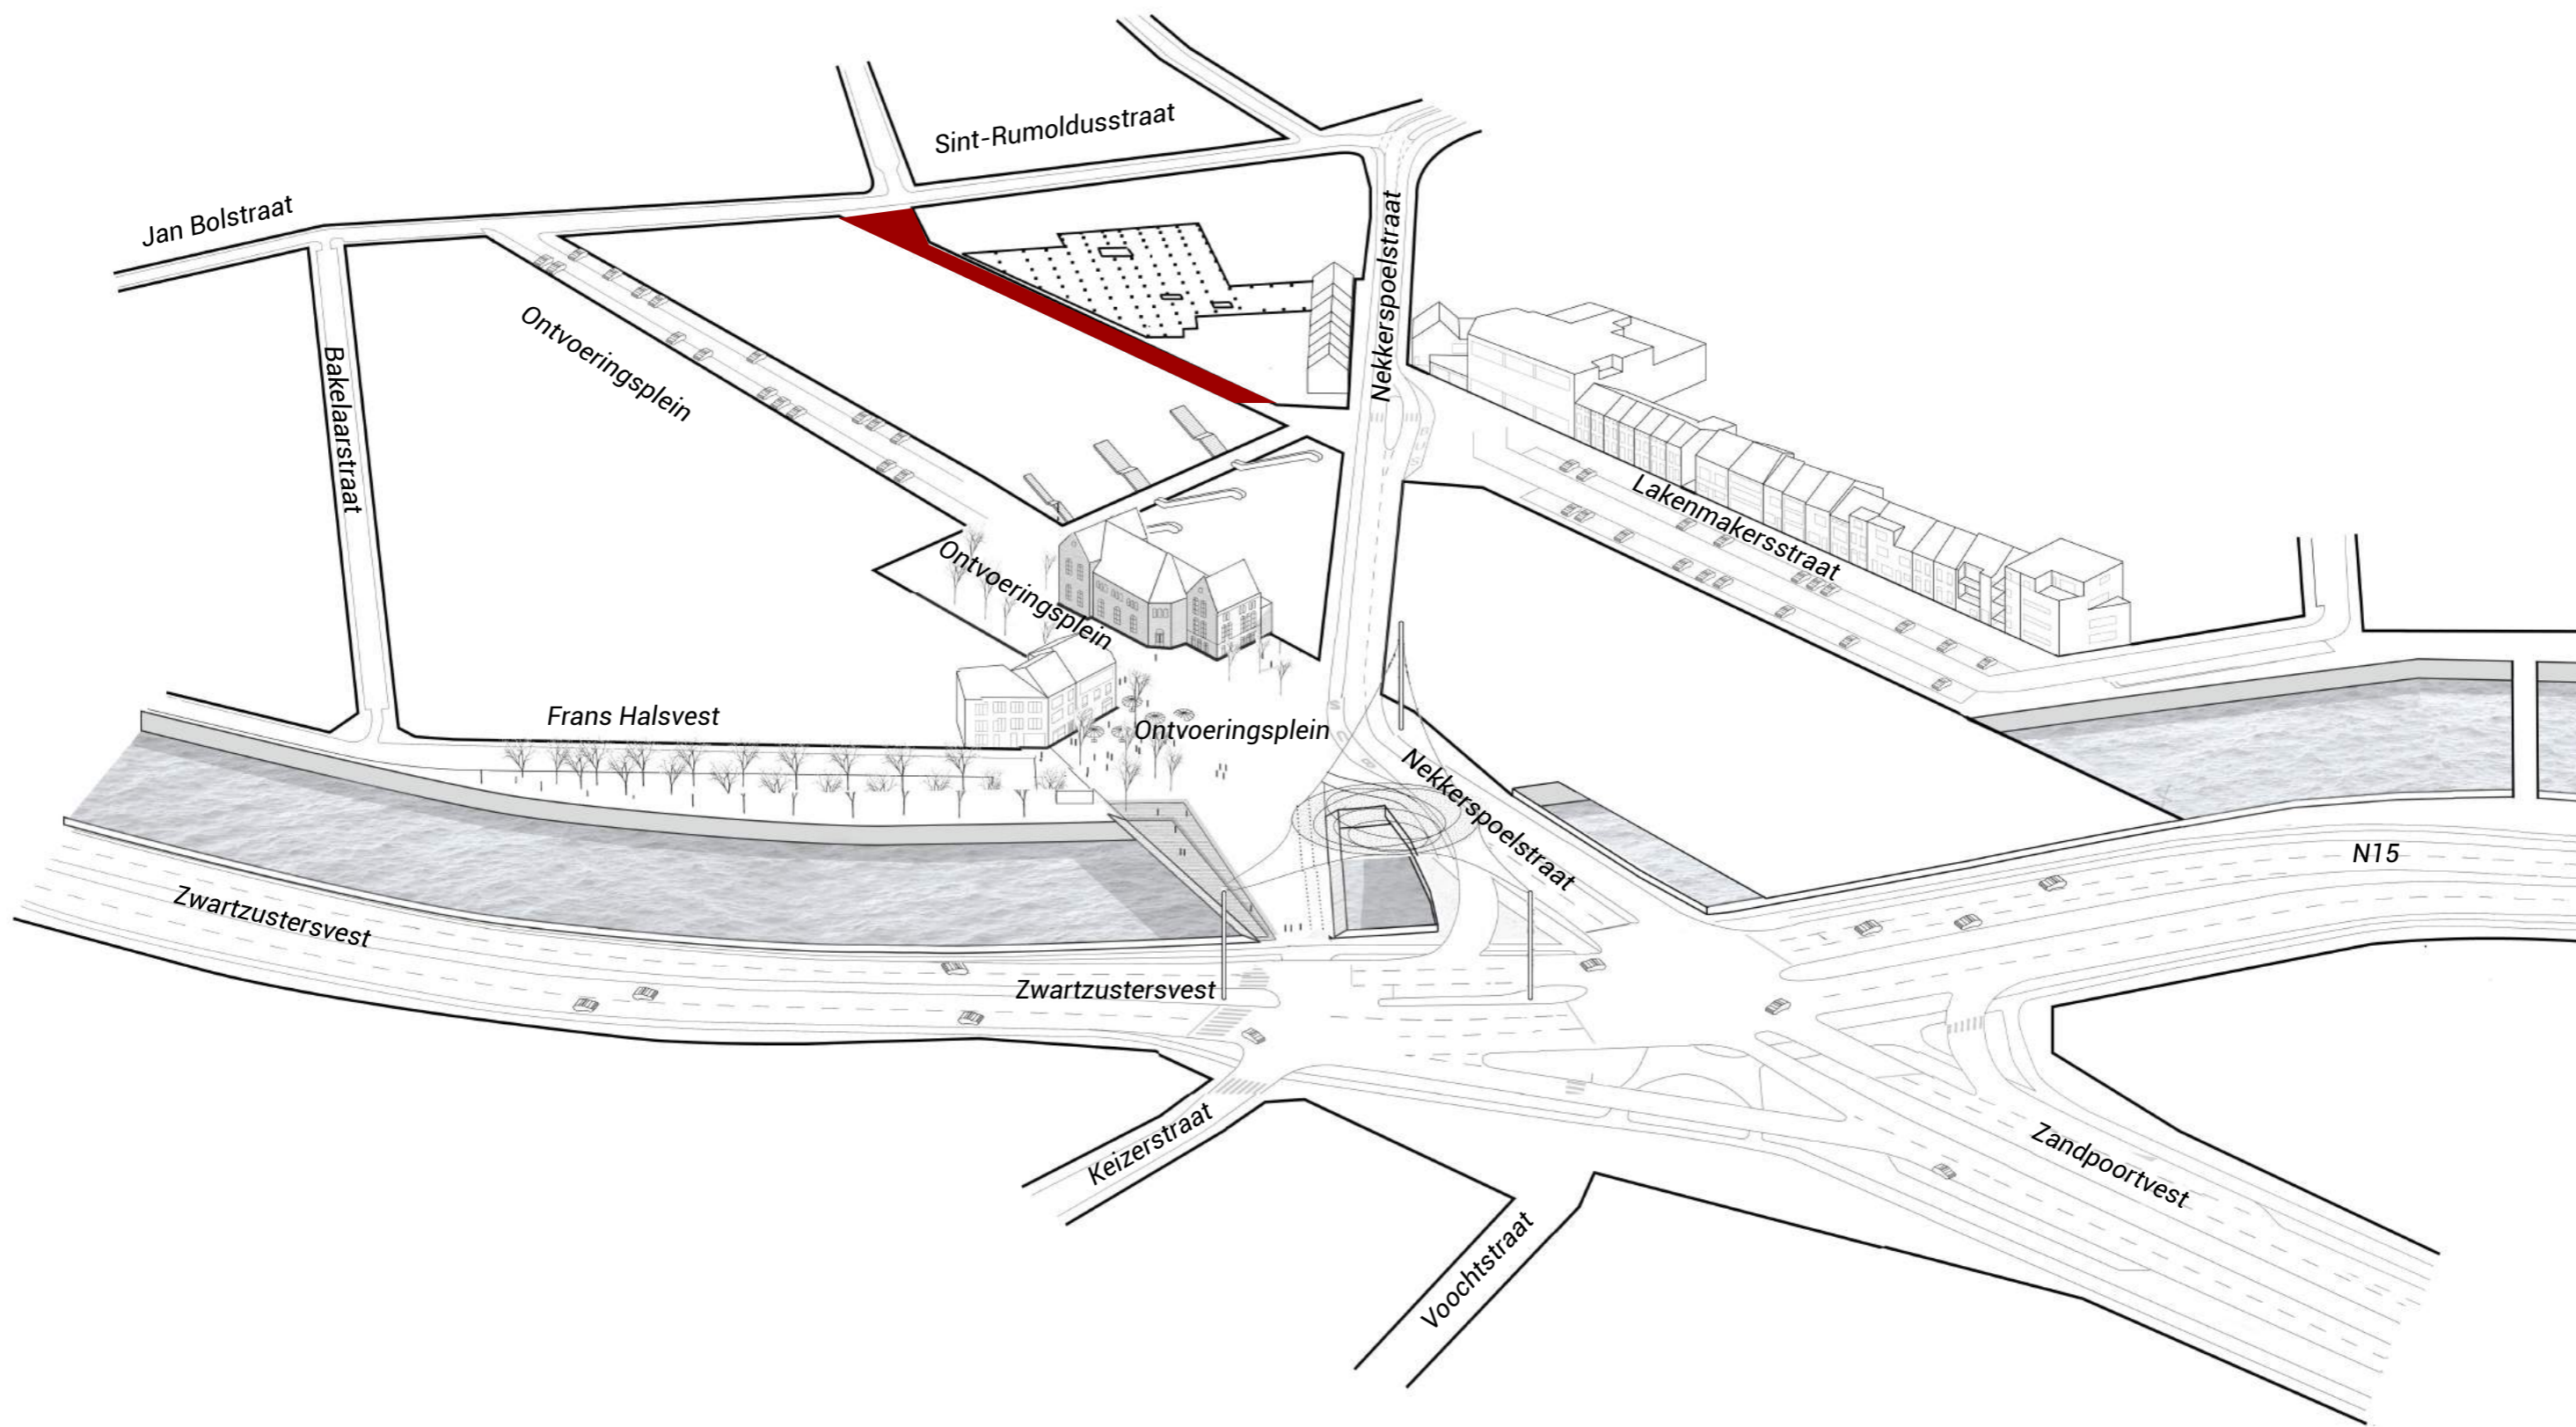 Sint-Rumoldusstraat
Jan Bolstraat
Nekkerspoelstraat
Ontvoeringsplein
Bakelaarstraat
Lakenmakersstraat
Ontvoeringsplein
Frans Halsvest
Ontvoeringsplein
Nekkerspoelstraat
N15
Zwartzustersvest
Zwartzustersvest
Keizerstraat
Zandpoortvest
Voochtstraat